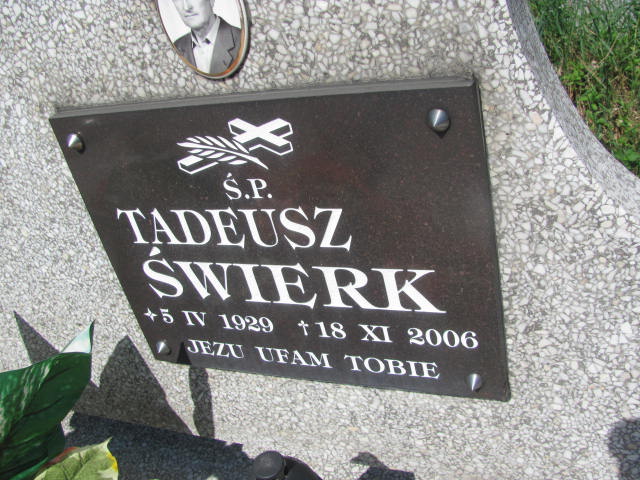 Ś.P.
TADEUSZ
ŚWIERK
✧5 IV 1929 †18 XI 2006
JEZU UFAM TOBIE